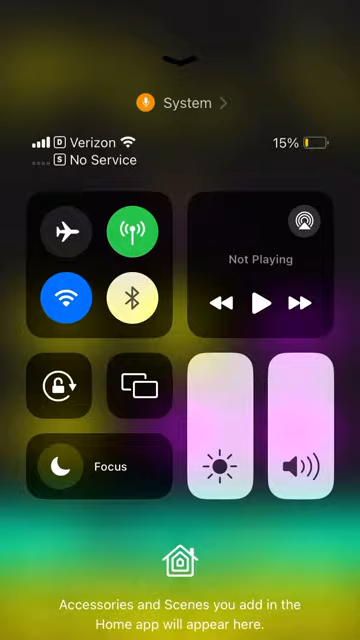 System
D Verizon
15%
S No Service
Not Playing
Focus
Accessories and Scenes you add in the
Home app will appear here.